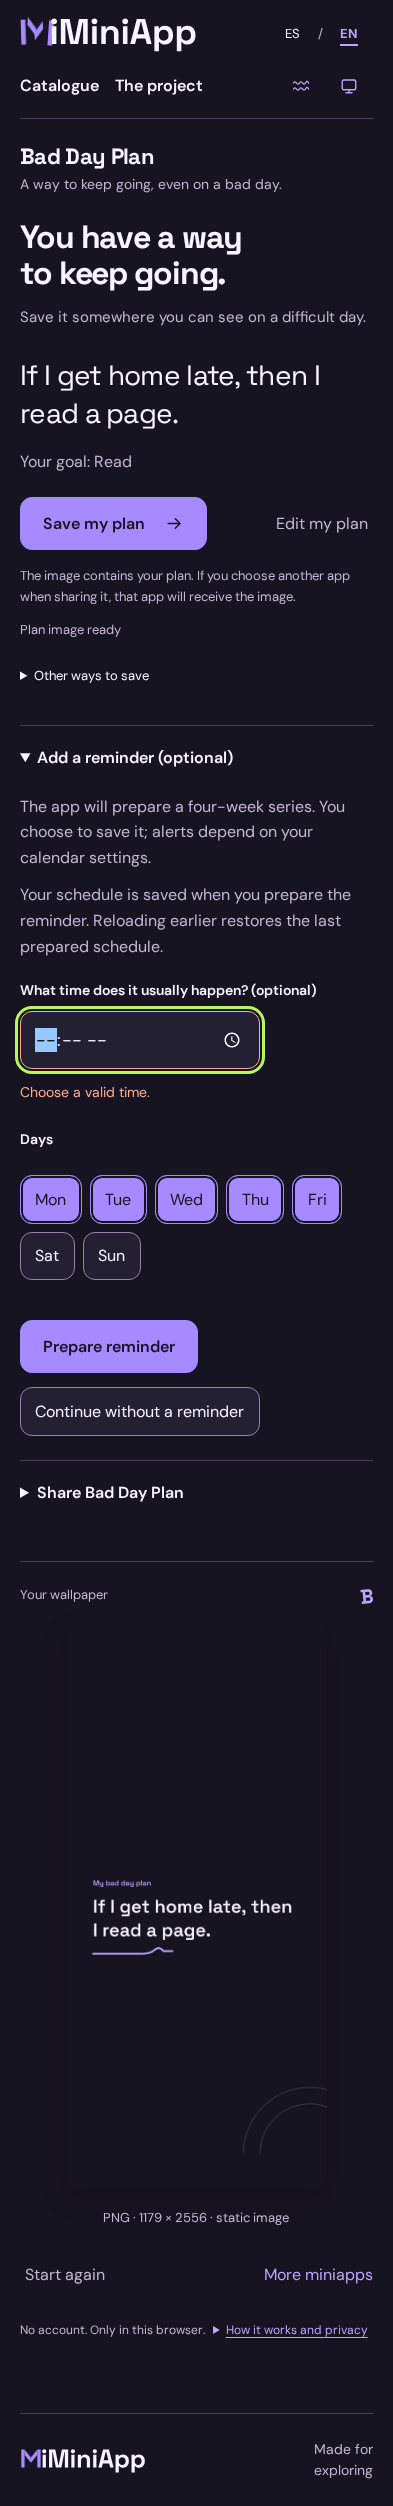 MiMiniApp
ES / EN
Catalogue The project
Bad Day Plan
A way to keep going, even on a bad day.
You have a way
to keep going.
Save it somewhere you can see on a difficult day.
If I get home late, then I
read a page.
Your goal: Read
Save my plan → Edit my plan
The image contains your plan. If you choose another app
when sharing it, that app will receive the image.
Plan image ready
Other ways to save
Add a reminder (optional)
The app will prepare a four-week series. You
choose to save it; alerts depend on your
calendar settings.
Your schedule is saved when you prepare the
reminder. Reloading earlier restores the last
prepared schedule.
What time does it usually happen? (optional)
--:-- --
Choose a valid time.
Days
Mon Tue Wed Thu Fri
Sat Sun
Prepare reminder
Continue without a reminder
Share Bad Day Plan
Your wallpaper B
My bad day plan
If I get home late, then
I read a page.
PNG · 1179 × 2556 · static image
Start again More miniapps
No account. Only in this browser. How it works and privacy
MiMiniApp
Made for
exploring